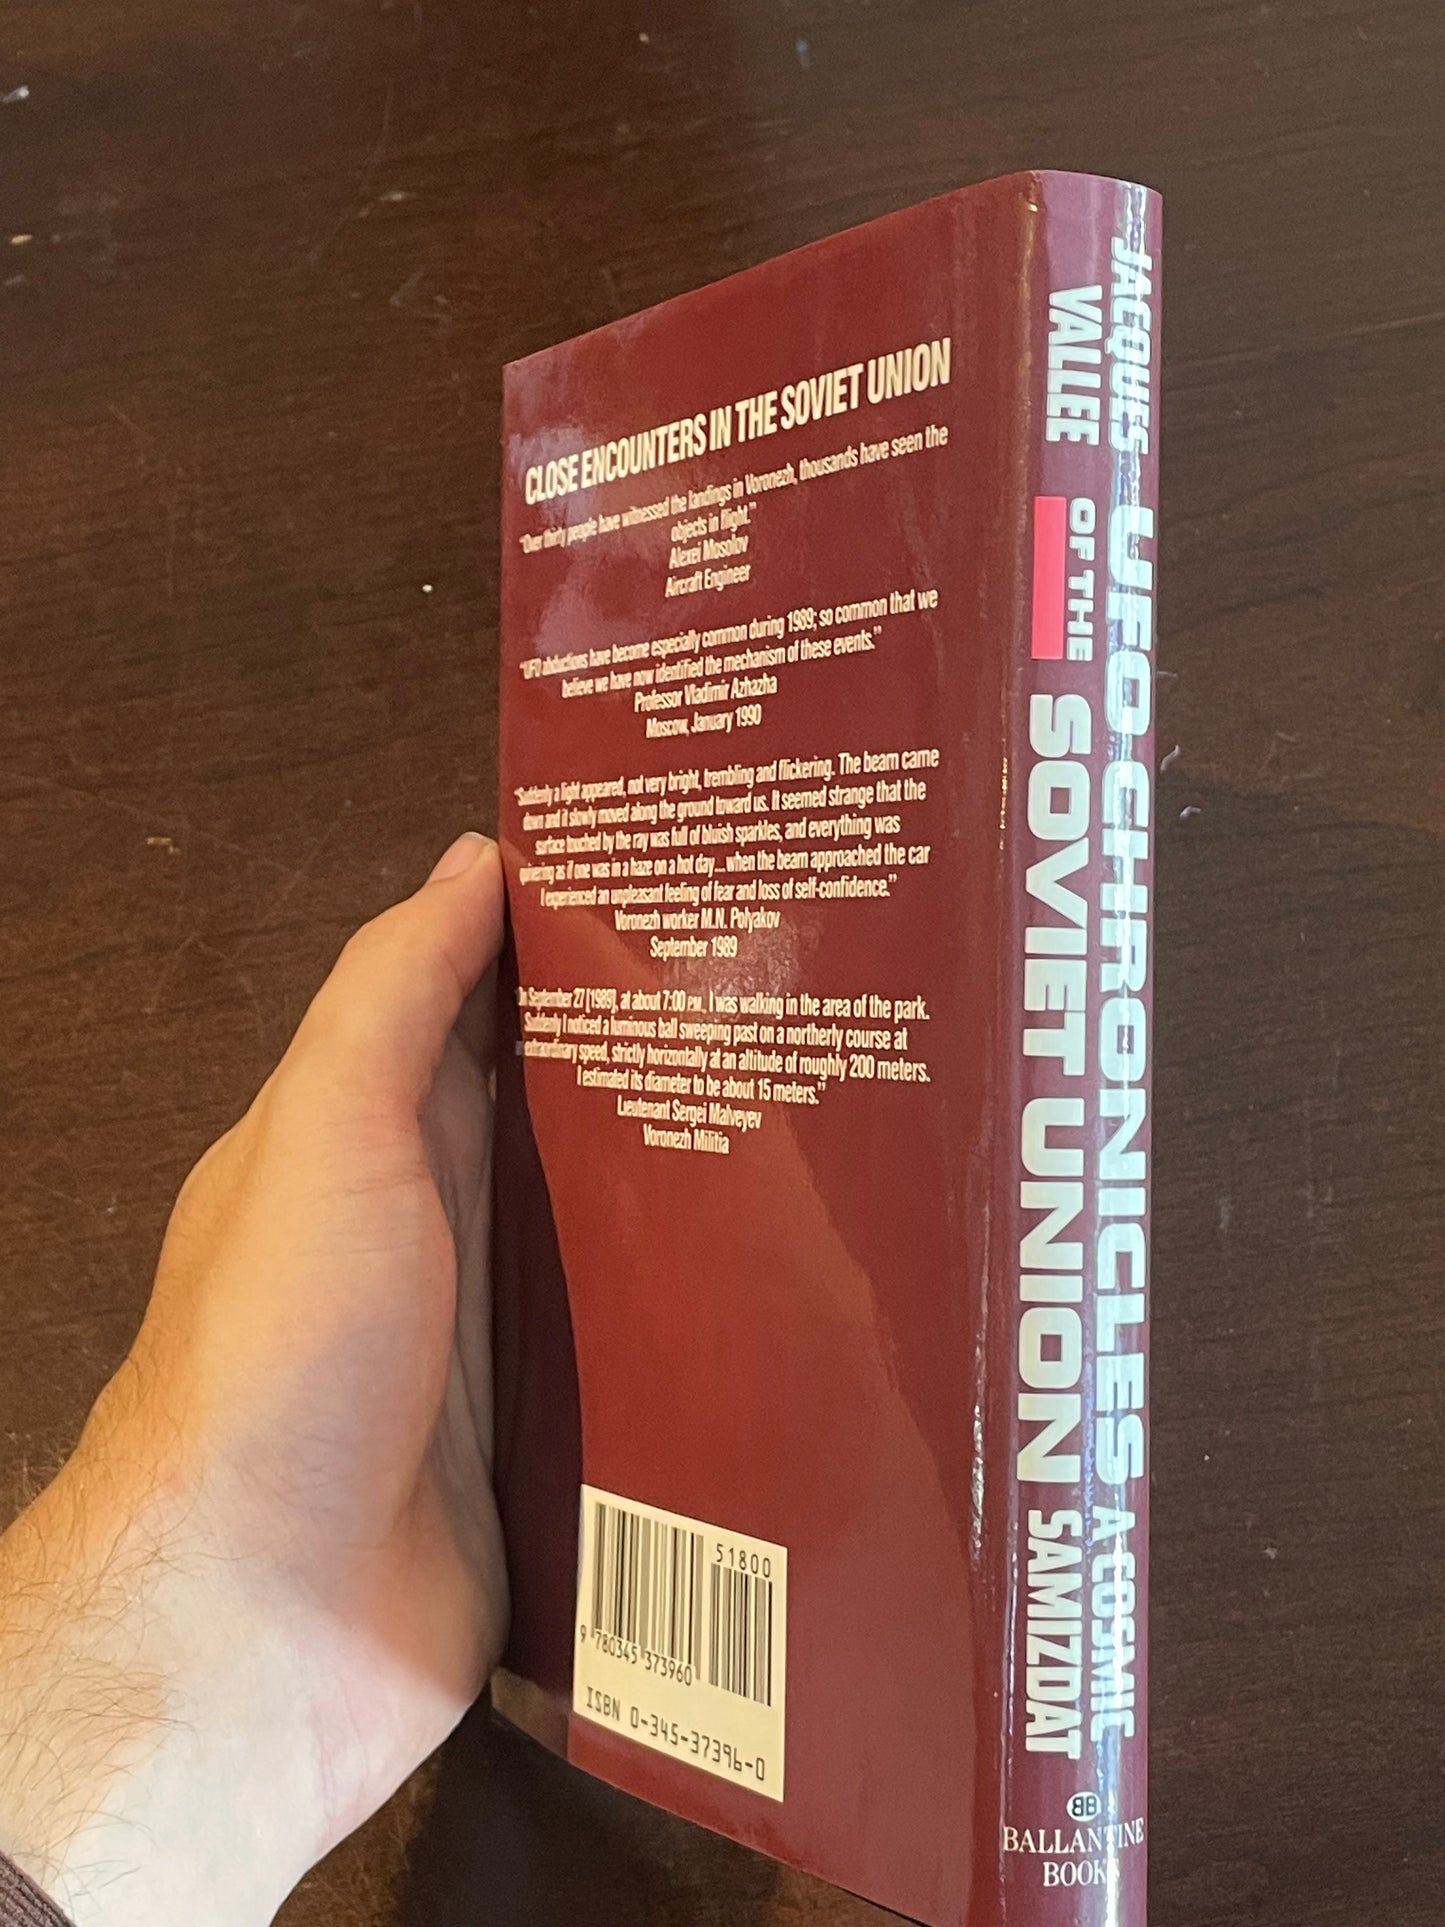 CLOSE ENCOUNTERS IN THE SOVIET UNION
“Over thirty people have witnessed the landings in Voronezh, thousands have seen the
objects in flight.”
Alexei Mosolov
Aircraft Engineer
“UFO abductions have become especially common during 1989; so common that we
believe we have now identified the mechanism of these events.”
Professor Vladimir Azhazha
Moscow, January 1990
“Suddenly a light appeared, not very bright, trembling and flickering. The beam came
down and it slowly moved along the ground toward us. It seemed strange that the
surface touched by the ray was full of bluish sparkles, and everything was
quivering as if one was in a haze on a hot day...when the beam approached the car
I experienced an unpleasant feeling of fear and loss of self-confidence.”
Voronezh worker M.N. Polyakov
September 1989
“On September 27 [1989], at about 7:00 PM, I was walking in the area of the park.
Suddenly I noticed a luminous ball sweeping past on a northerly course at
extraordinary speed, strictly horizontally at an altitude of roughly 200 meters.
I estimated its diameter to be about 15 meters.”
Lieutenant Sergei Malveyev
Voronezh Militia
51800
9 780345 373960
ISBN 0-345-37396-0
JACQUES
VALLEE
UFO CHRONICLES
OF THE
SOVIET UNION
A COSMIC
SAMIZDAT
BB
BALLANTINE
BOOKS